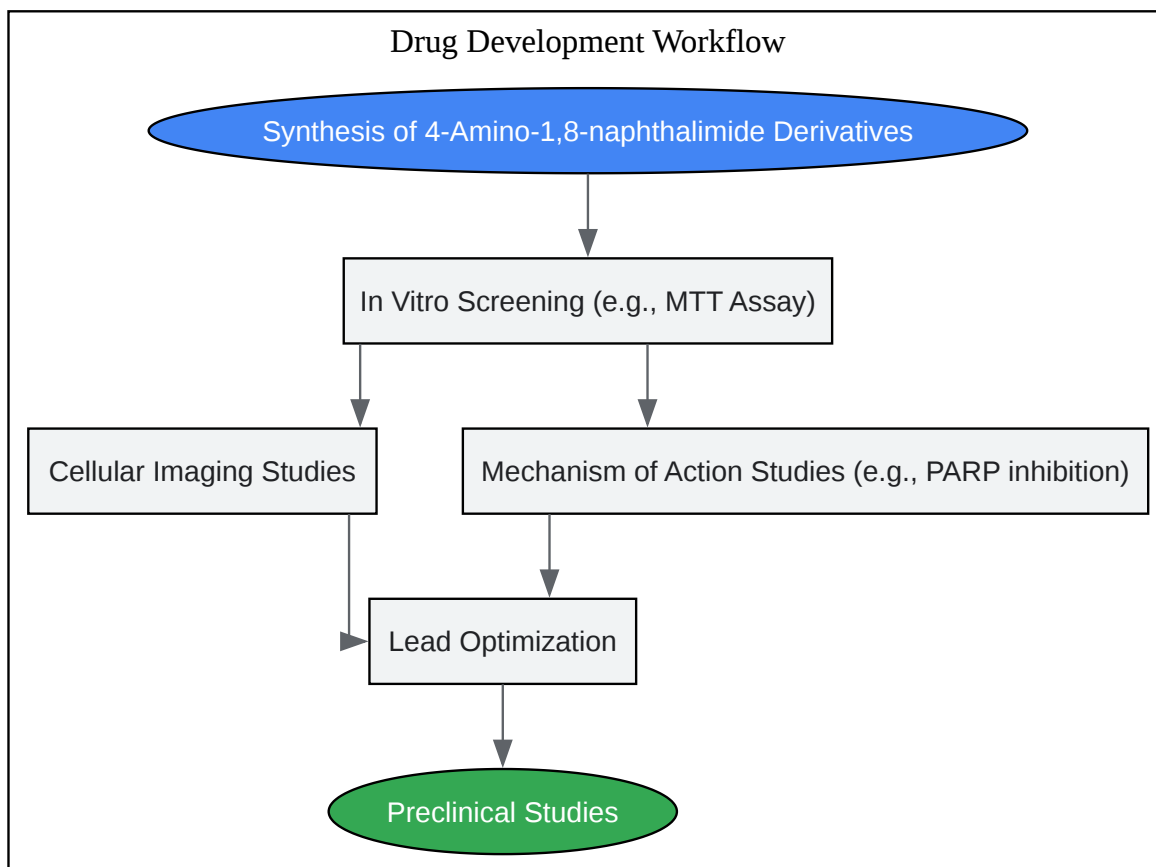 Drug Development Workflow
Synthesis of 4-Amino-1,8-naphthalimide Derivatives
In Vitro Screening (e.g., MTT Assay)
Cellular Imaging Studies
Mechanism of Action Studies (e.g., PARP inhibition)
Lead Optimization
Preclinical Studies